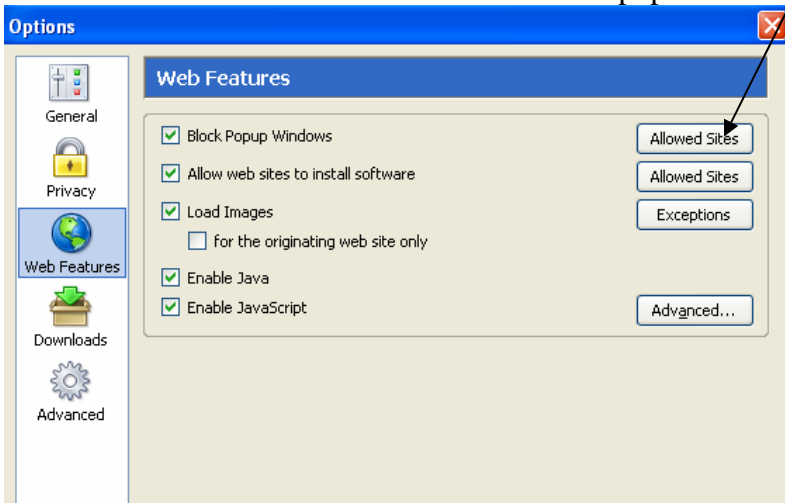 Options
Web Features
General
Block Popup Windows
Allowed Sites
Allow web sites to install software
Allowed Sites
Privacy
Load Images
Exceptions
for the originating web site only
Web Features
Enable Java
Enable JavaScript
Advanced...
Downloads
Advanced